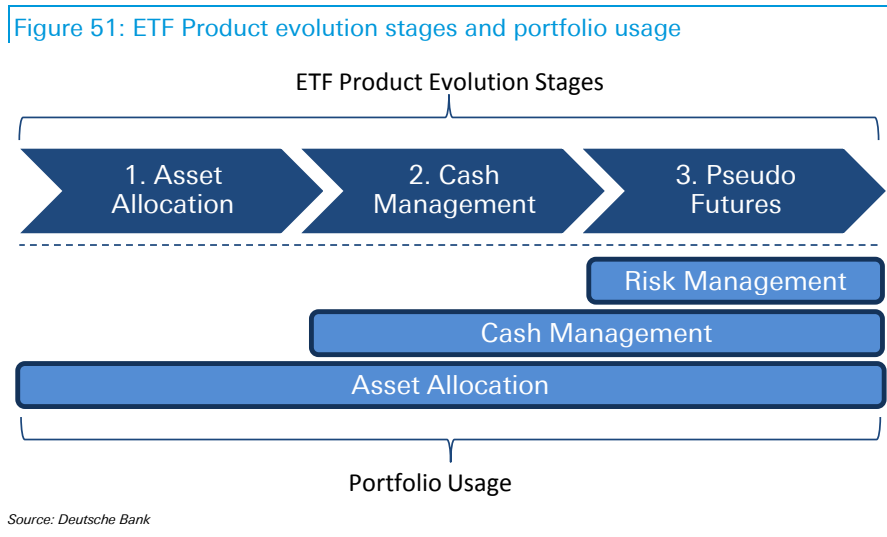 Figure 51: ETF Product evolution stages and portfolio usage
ETF Product Evolution Stages
1. Asset
Allocation
2. Cash
Management
3. Pseudo
Futures
Risk Management
Cash Management
Asset Allocation
Portfolio Usage
Source: Deutsche Bank